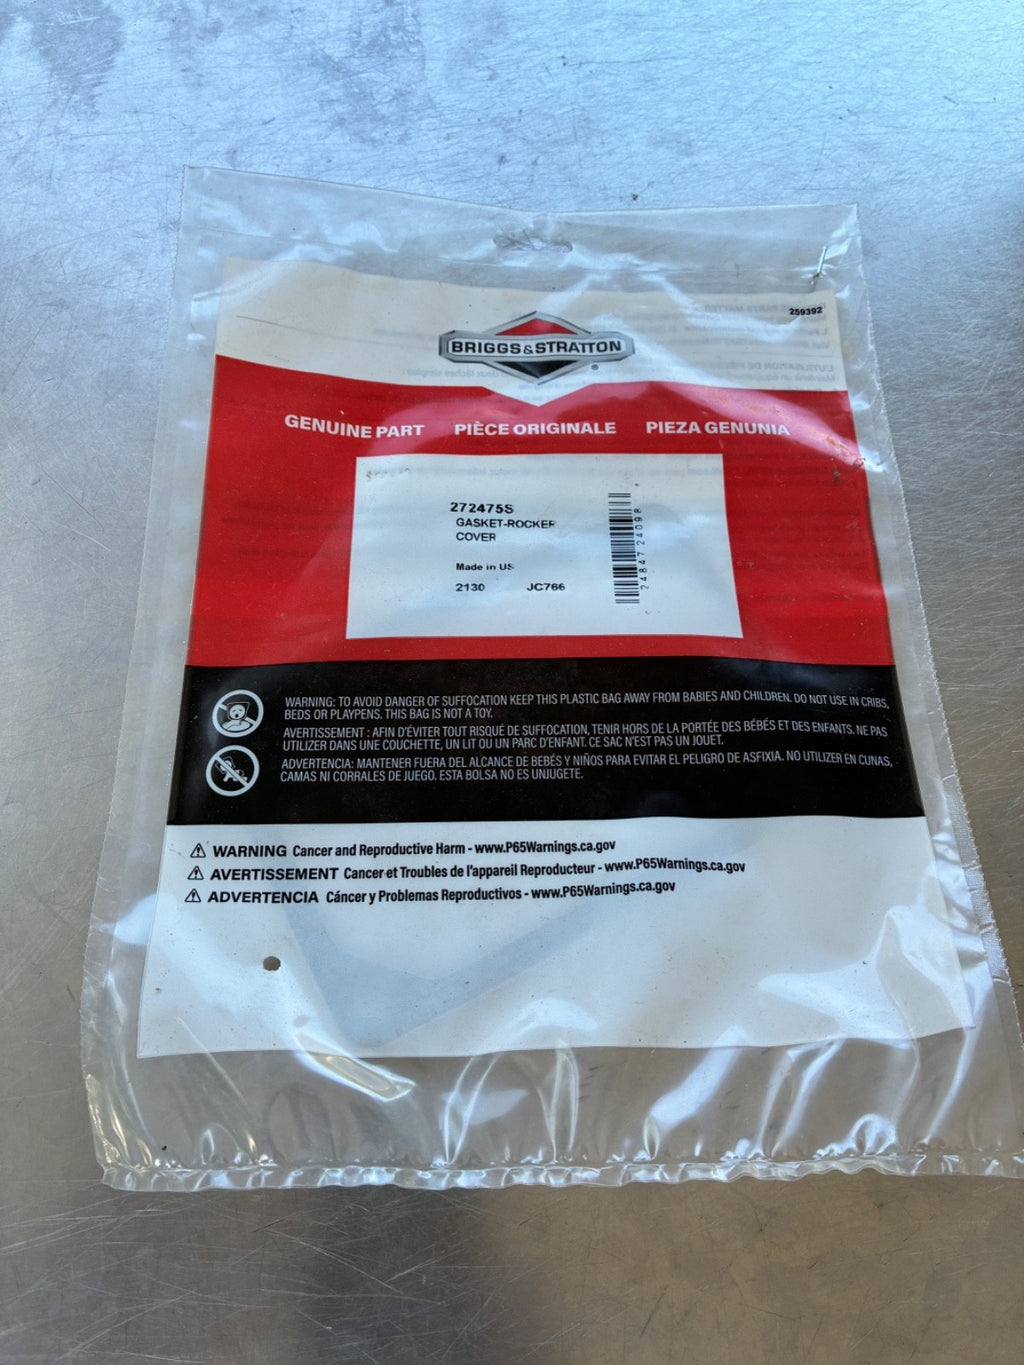 259392
BRIGGS&STRATTON®
GENUINE PART PIÈCE ORIGINALE PIEZA GENUNIA
272475S
GASKET-ROCKER
COVER
Made in US
2130 JC766
24847 24098
WARNING: TO AVOID DANGER OF SUFFOCATION KEEP THIS PLASTIC BAG AWAY FROM BABIES AND CHILDREN. DO NOT USE IN CRIBS,
BEDS OR PLAYPENS. THIS BAG IS NOT A TOY.
AVERTISSEMENT : AFIN D'ÉVITER TOUT RISQUE DE SUFFOCATION, TENIR HORS DE LA PORTÉE DES BÉBÉS ET DES ENFANTS. NE PAS
UTILIZER DANS UNE COUCHETTE, UN LIT OU UN PARC D'ENFANT. CE SAC N'EST PAS UN JOUET.
ADVERTENCIA: MANTENER FUERA DEL ALCANCE DE BEBÉS Y NIÑOS PARA EVITAR EL PELIGRO DE ASFIXIA. NO UTILIZER EN CUNAS,
CAMAS NI CORRALES DE JUEGO. ESTA BOLSA NO ES UNJUGETE.
WARNING Cancer and Reproductive Harm - www.P65Warnings.ca.gov
AVERTISSEMENT Cancer et Troubles de l'appareil Reproducteur - www.P65Warnings.ca.gov
ADVERTENCIA Cáncer y Problemas Reproductivos - www.P65Warnings.ca.gov